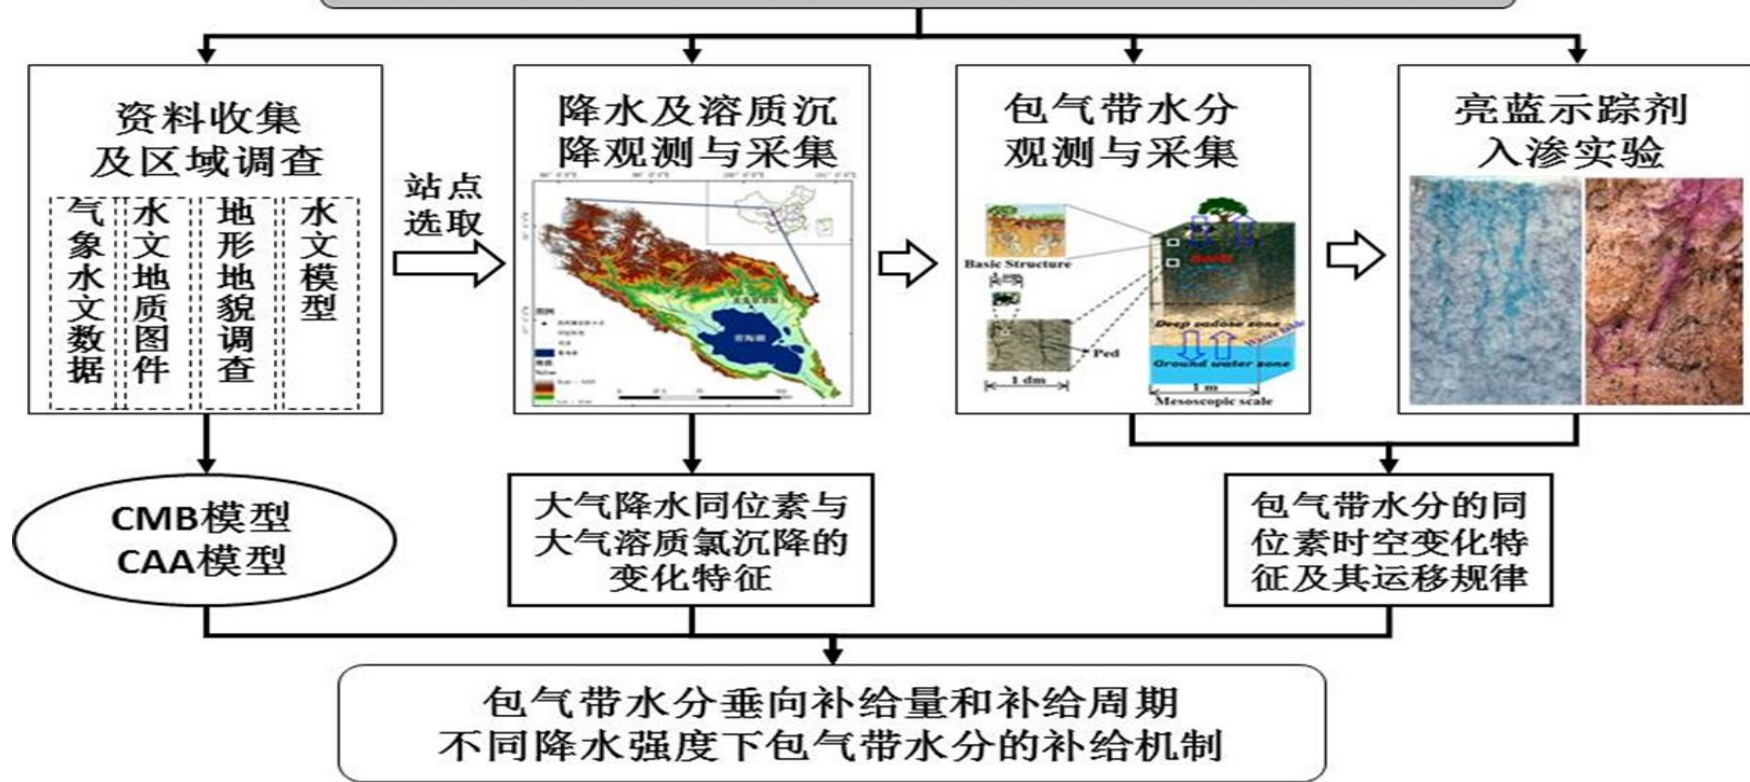 资料收集
及区域调查
气象水文数据
水文地质图件
地形地貌调查
水文模型
站点
选取
降水及溶质沉
降观测与采集
青海湖
包气带水分
观测与采集
Basic Structure
Ped
1 dm
Deep vadose zone
Ground water zone
1 m
Mesoscopic scale
亮蓝示踪剂
入渗实验
CMB模型
CAA模型
大气降水同位素与
大气溶质氯沉降的
变化特征
包气带水分的同
位素时空变化特
征及其运移规律
包气带水分垂向补给量和补给周期
不同降水强度下包气带水分的补给机制